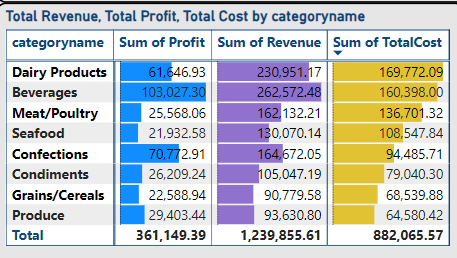 Total Revenue, Total Profit, Total Cost by categoryname
categoryname Sum of Profit Sum of Revenue Sum of TotalCost
Dairy Products 61,646.93 230,951.17 169,772.09
Beverages 103,027.30 262,572.48 160,398.00
Meat/Poultry 25,568.06 162,132.21 136,701.32
Seafood 21,932.58 130,070.14 108,547.84
Confections 70,772.91 164,672.05 94,485.71
Condiments 26,209.24 105,047.19 79,040.30
Grains/Cereals 22,588.94 90,779.58 68,539.88
Produce 29,403.44 93,630.80 64,580.42
Total 361,149.39 1,239,855.61 882,065.57